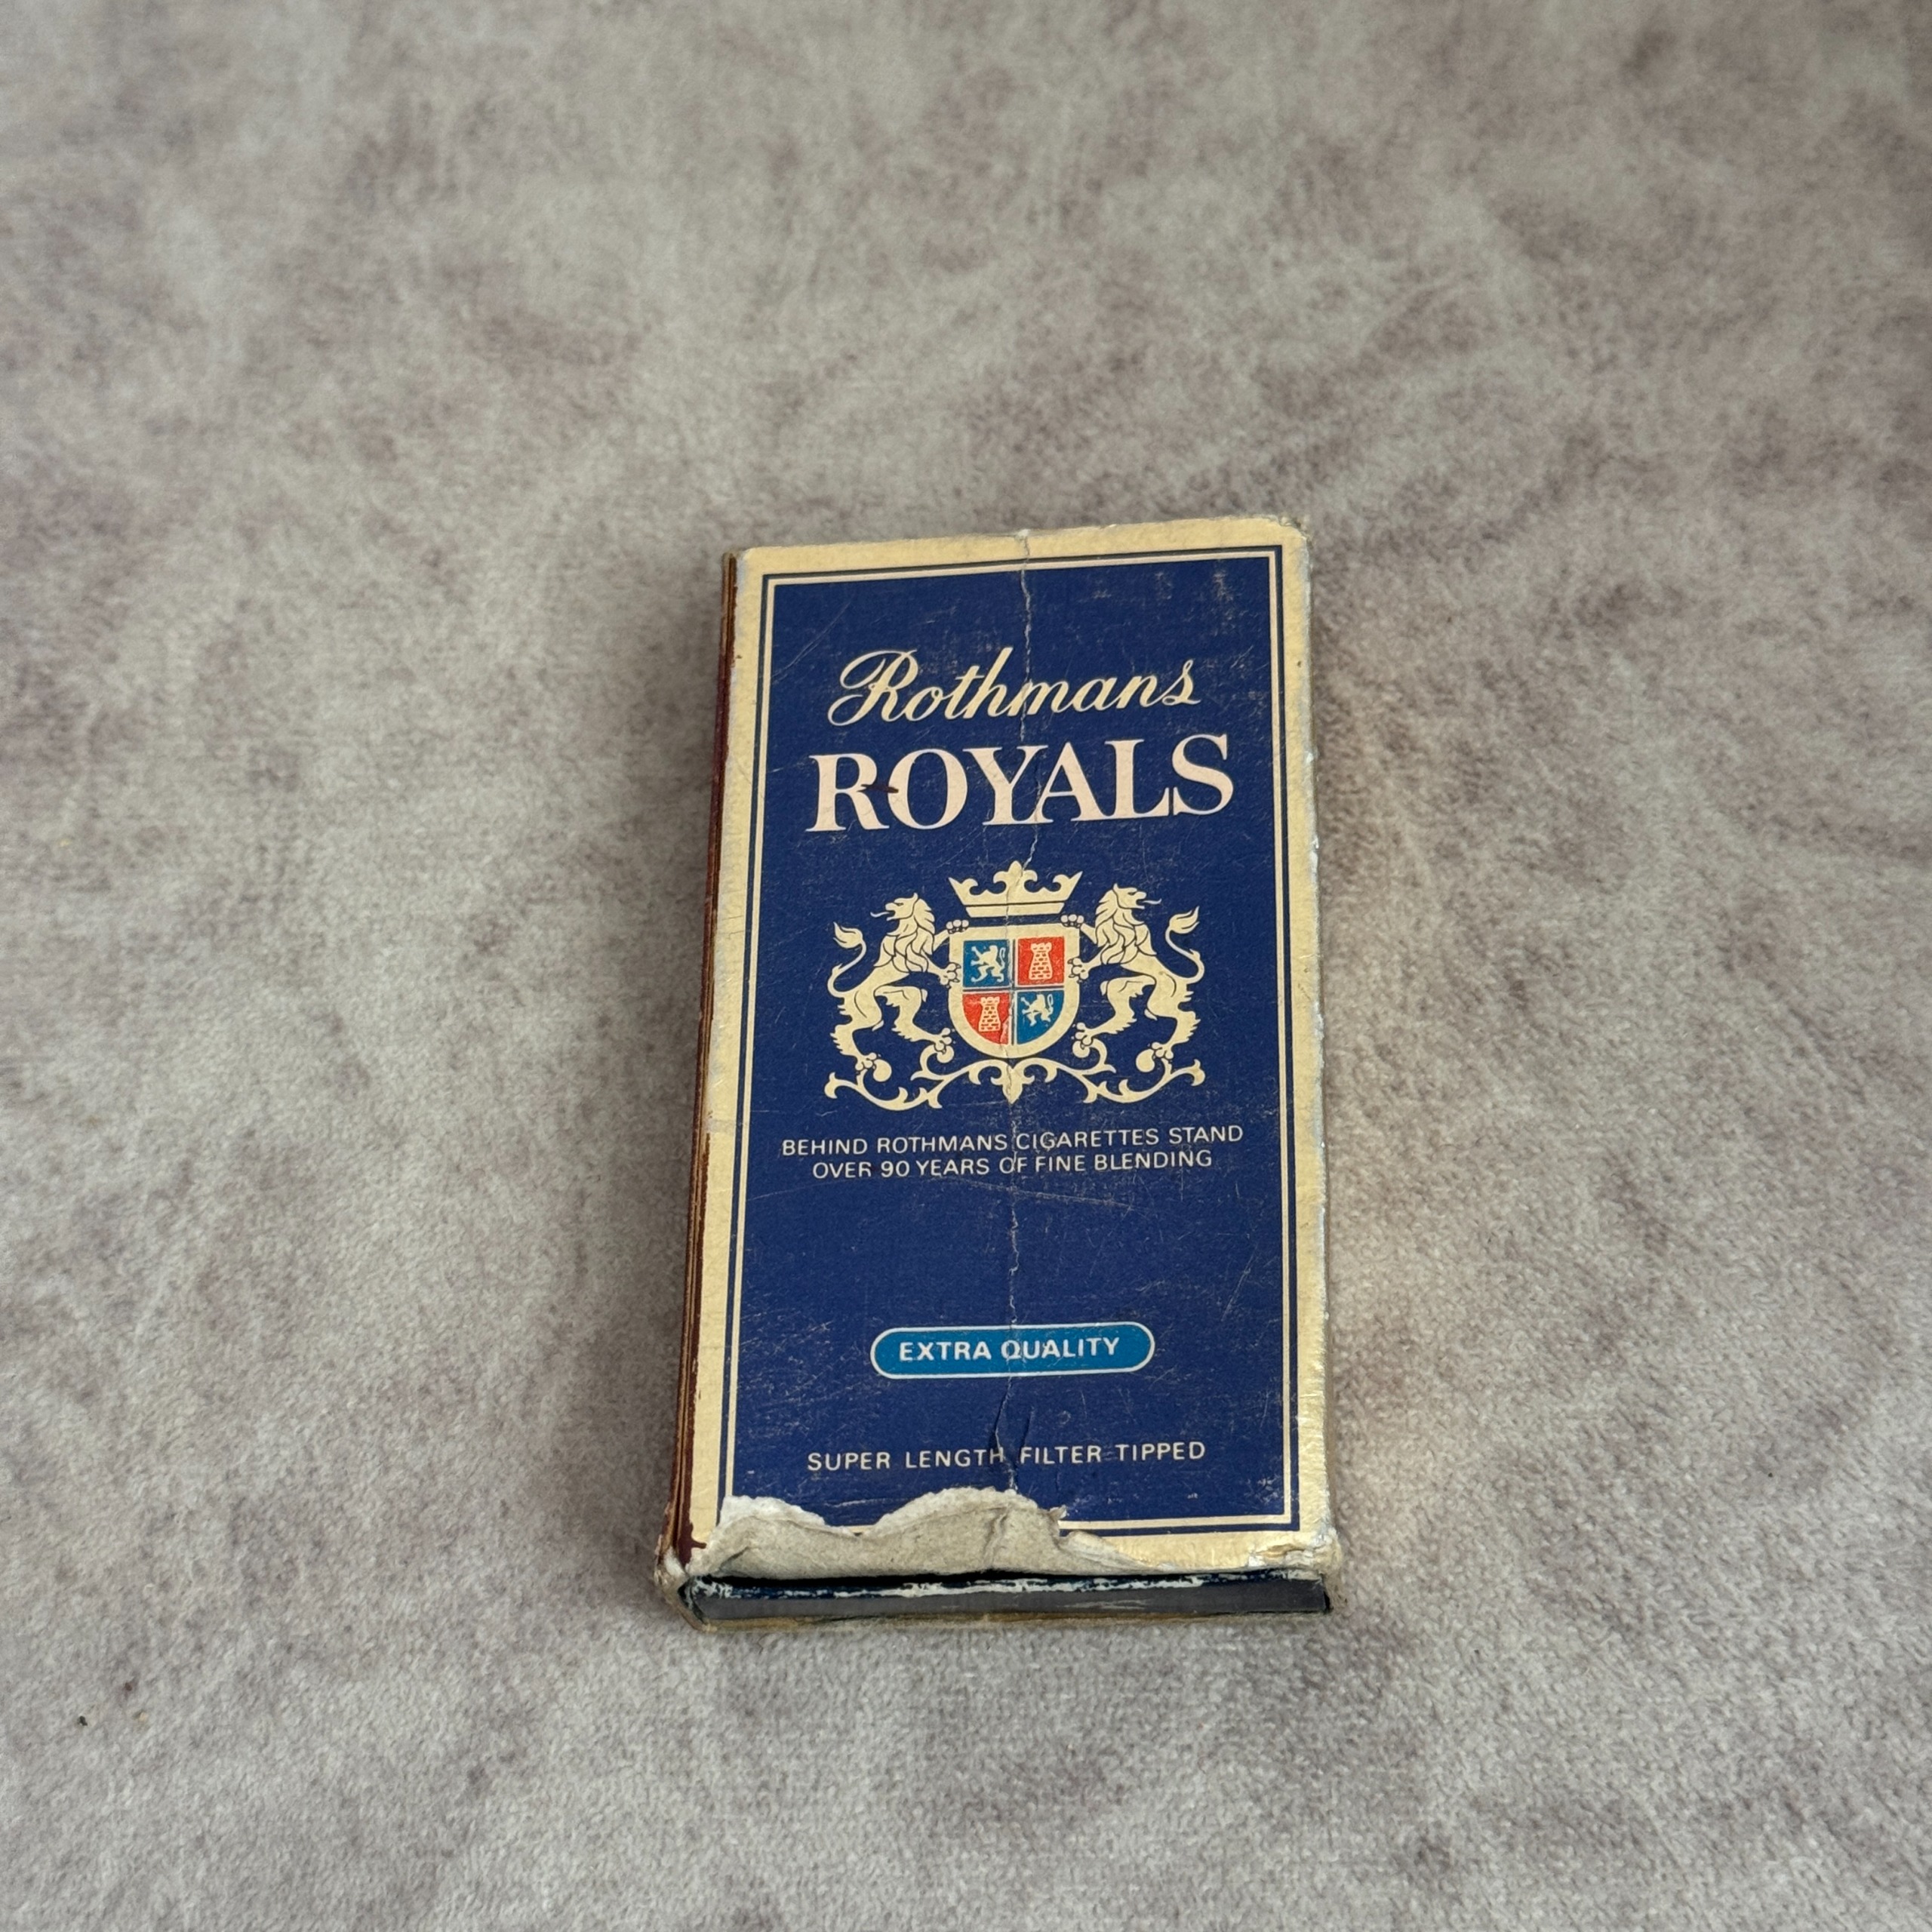 Rothmans
ROYALS
BEHIND ROTHMANS CIGARETTES STAND
OVER 90 YEARS OF FINE BLENDING
EXTRA QUALITY
SUPER LENGTH FILTER TIPPED